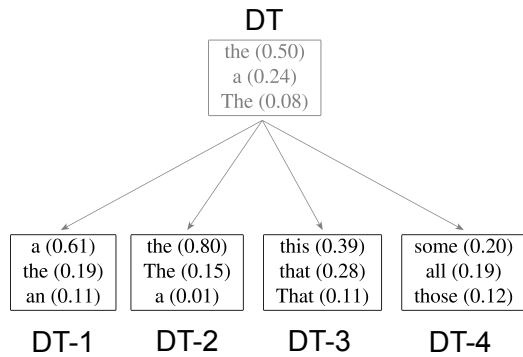 DT
the (0.50)
a (0.24)
The (0.08)
a (0.61)
the (0.19)
an (0.11)
DT-1
the (0.80)
The (0.15)
a (0.01)
DT-2
this (0.39)
that (0.28)
That (0.11)
DT-3
some (0.20)
all (0.19)
those (0.12)
DT-4